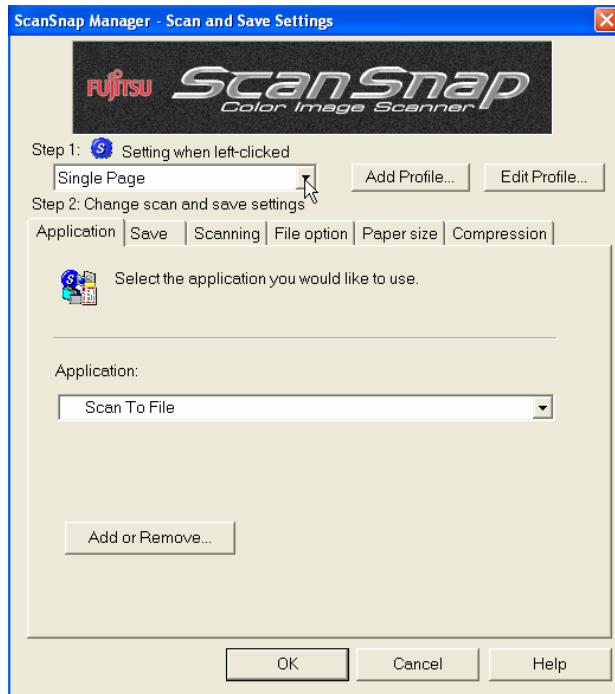 ScanSnap Manager - Scan and Save Settings
FUJITSU ScanSnap
Color Image Scanner
Step 1: S Setting when left-clicked
Single Page Add Profile... Edit Profile...
Step 2: Change scan and save settings
Application Save Scanning File option Paper size Compression
S Select the application you would like to use.
Application:
Scan To File
Add or Remove...
OK Cancel Help